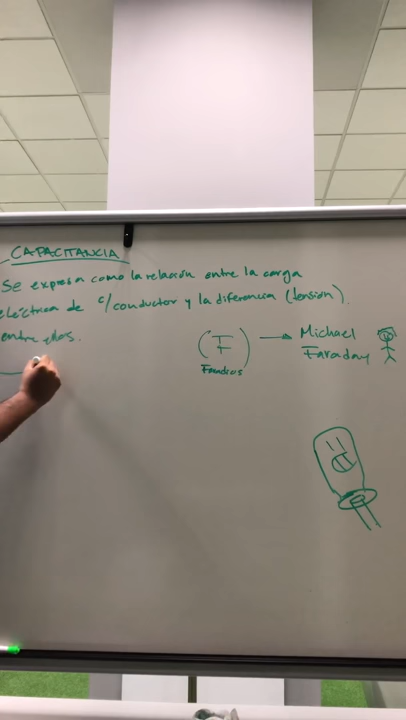 CAPACITANCIA
Se expresa como la relación entre la carga
eléctrica de c/conductor y la diferencia (tensión).
entre ellos.
(F) → Michael
Faraday
Faradios